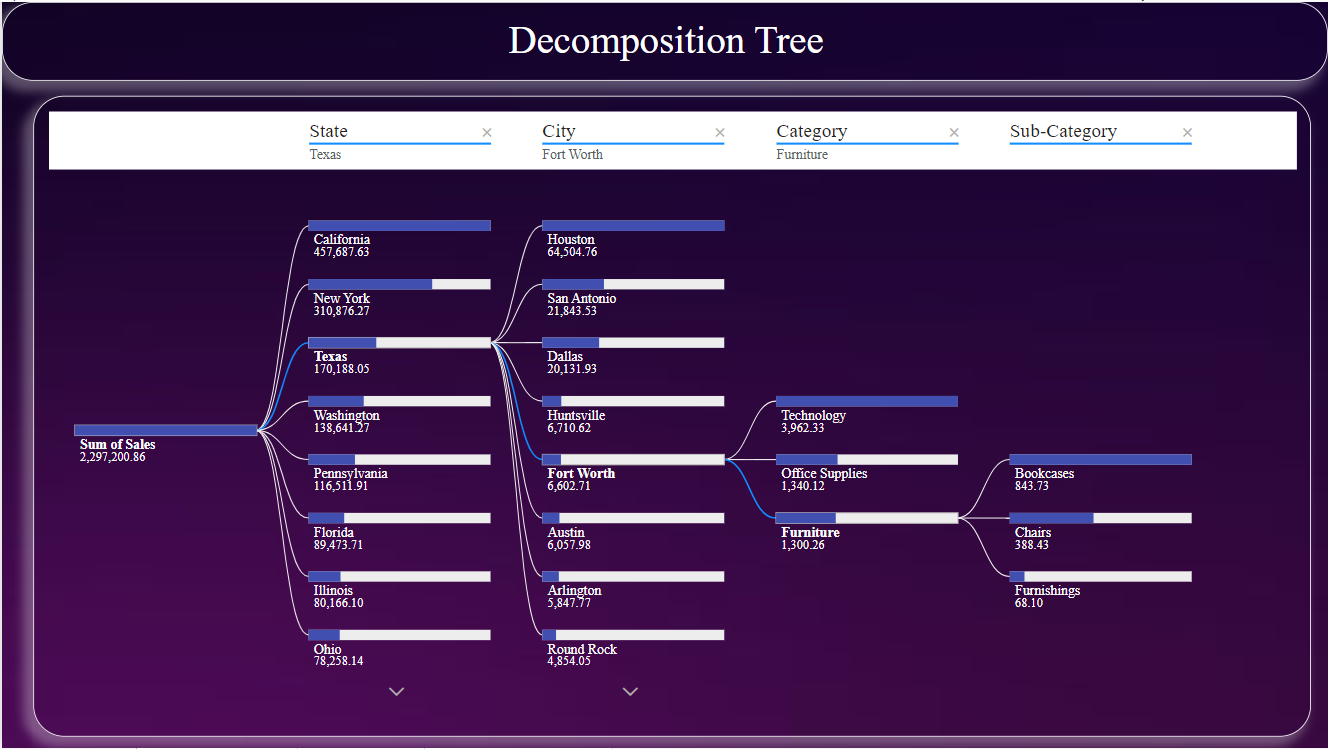 Decomposition Tree
State ×
Texas
City ×
Fort Worth
Category ×
Furniture
Sub-Category ×
Sum of Sales
2,297,200.86
California
457,687.63
New York
310,876.27
Texas
170,188.05
Washington
138,641.27
Pennsylvania
116,511.91
Florida
89,473.71
Illinois
80,166.10
Ohio
78,258.14
Houston
64,504.76
San Antonio
21,843.53
Dallas
20,131.93
Huntsville
6,710.62
Fort Worth
6,602.71
Austin
6,057.98
Arlington
5,847.77
Round Rock
4,854.05
Technology
3,962.33
Office Supplies
1,340.12
Furniture
1,300.26
Bookcases
843.73
Chairs
388.43
Furnishings
68.10